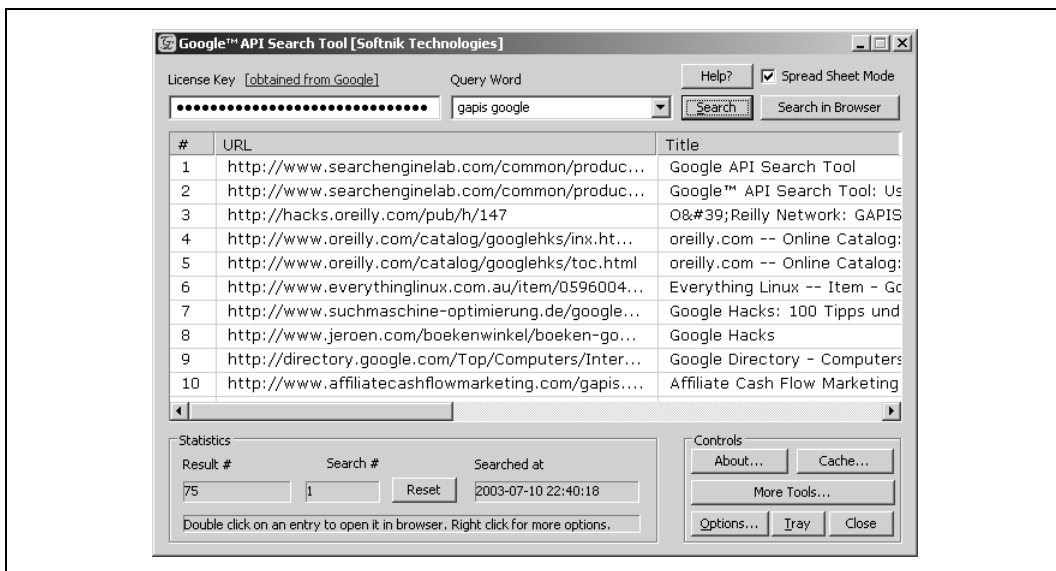 Google™ API Search Tool [Softnik Technologies]
License Key [obtained from Google] Query Word Help? Spread Sheet Mode
gapis google Search Search in Browser
# URL Title
1 http://www.searchenginelab.com/common/produc... Google API Search Tool
2 http://www.searchenginelab.com/common/produc... Google™ API Search Tool: Us
3 http://hacks.oreilly.com/pub/h/147 O&#39;Reilly Network: GAPIS
4 http://www.oreilly.com/catalog/googlehks/inx.ht... oreilly.com -- Online Catalog:
5 http://www.oreilly.com/catalog/googlehks/toc.html oreilly.com -- Online Catalog:
6 http://www.everythinglinux.com.au/item/0596004... Everything Linux -- Item - Go
7 http://www.suchmaschine-optimierung.de/google... Google Hacks: 100 Tipps und
8 http://www.jeroen.com/boekenwinkel/boeken-go... Google Hacks
9 http://directory.google.com/Top/Computers/Inter... Google Directory - Computers
10 http://www.affiliatecashflowmarketing.com/gapis.... Affiliate Cash Flow Marketing
Statistics
Result # Search # Searched at
75 1 Reset 2003-07-10 22:40:18
Double click on an entry to open it in browser. Right click for more options.
Controls
About... Cache...
More Tools...
Options... Tray Close